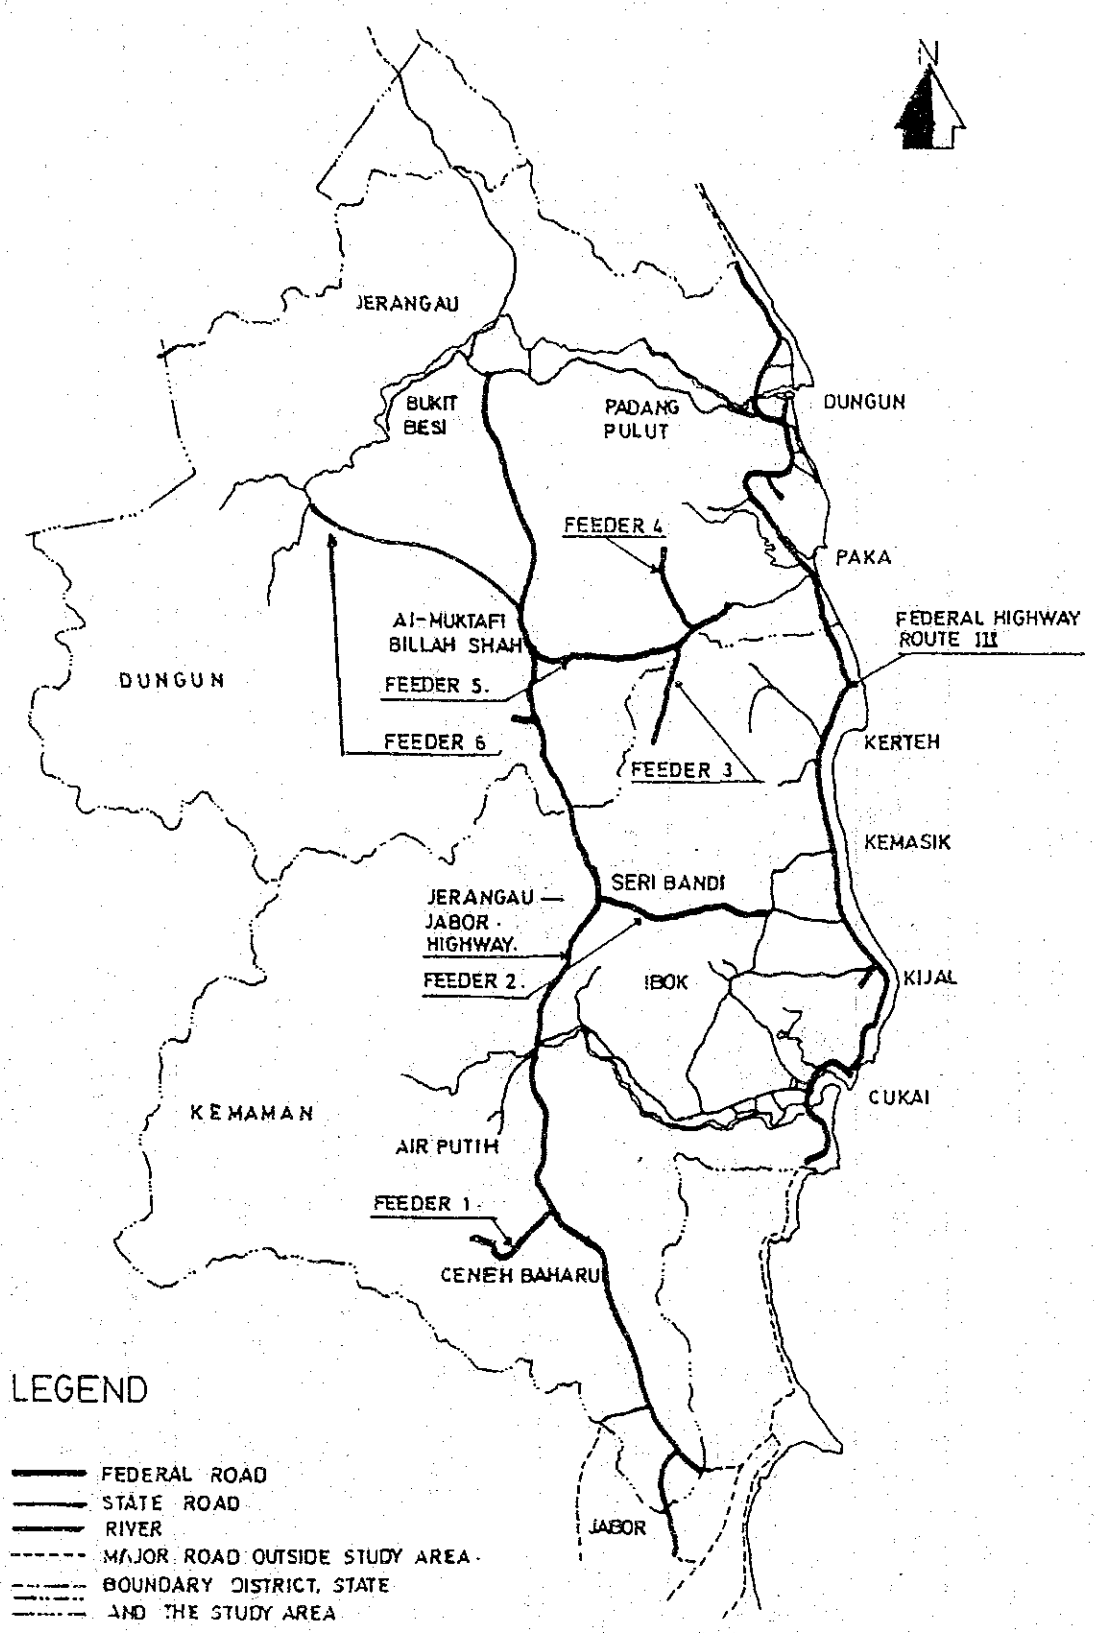 N
JERANGAU
BUKIT
BESI
PADANG
PULUT
DUNGUN
FEEDER 4
PAKA
Al-MUKTAFI
BILLAH SHAH
FEDERAL HIGHWAY
ROUTE III
DUNGUN
FEEDER 5.
FEEDER 6
FEEDER 3
KERTEH
KEMASIK
SERI BANDI
JERANGAU —
JABOR -
HIGHWAY.
FEEDER 2.
IBOK
KIJAL
KEMAMAN
CUKAI
AIR PUTIH
FEEDER 1.
CENEH BAHARU
LEGEND
FEDERAL ROAD
STATE ROAD
RIVER
MAJOR ROAD OUTSIDE STUDY AREA.
BOUNDARY DISTRICT, STATE
AND THE STUDY AREA
JABOR